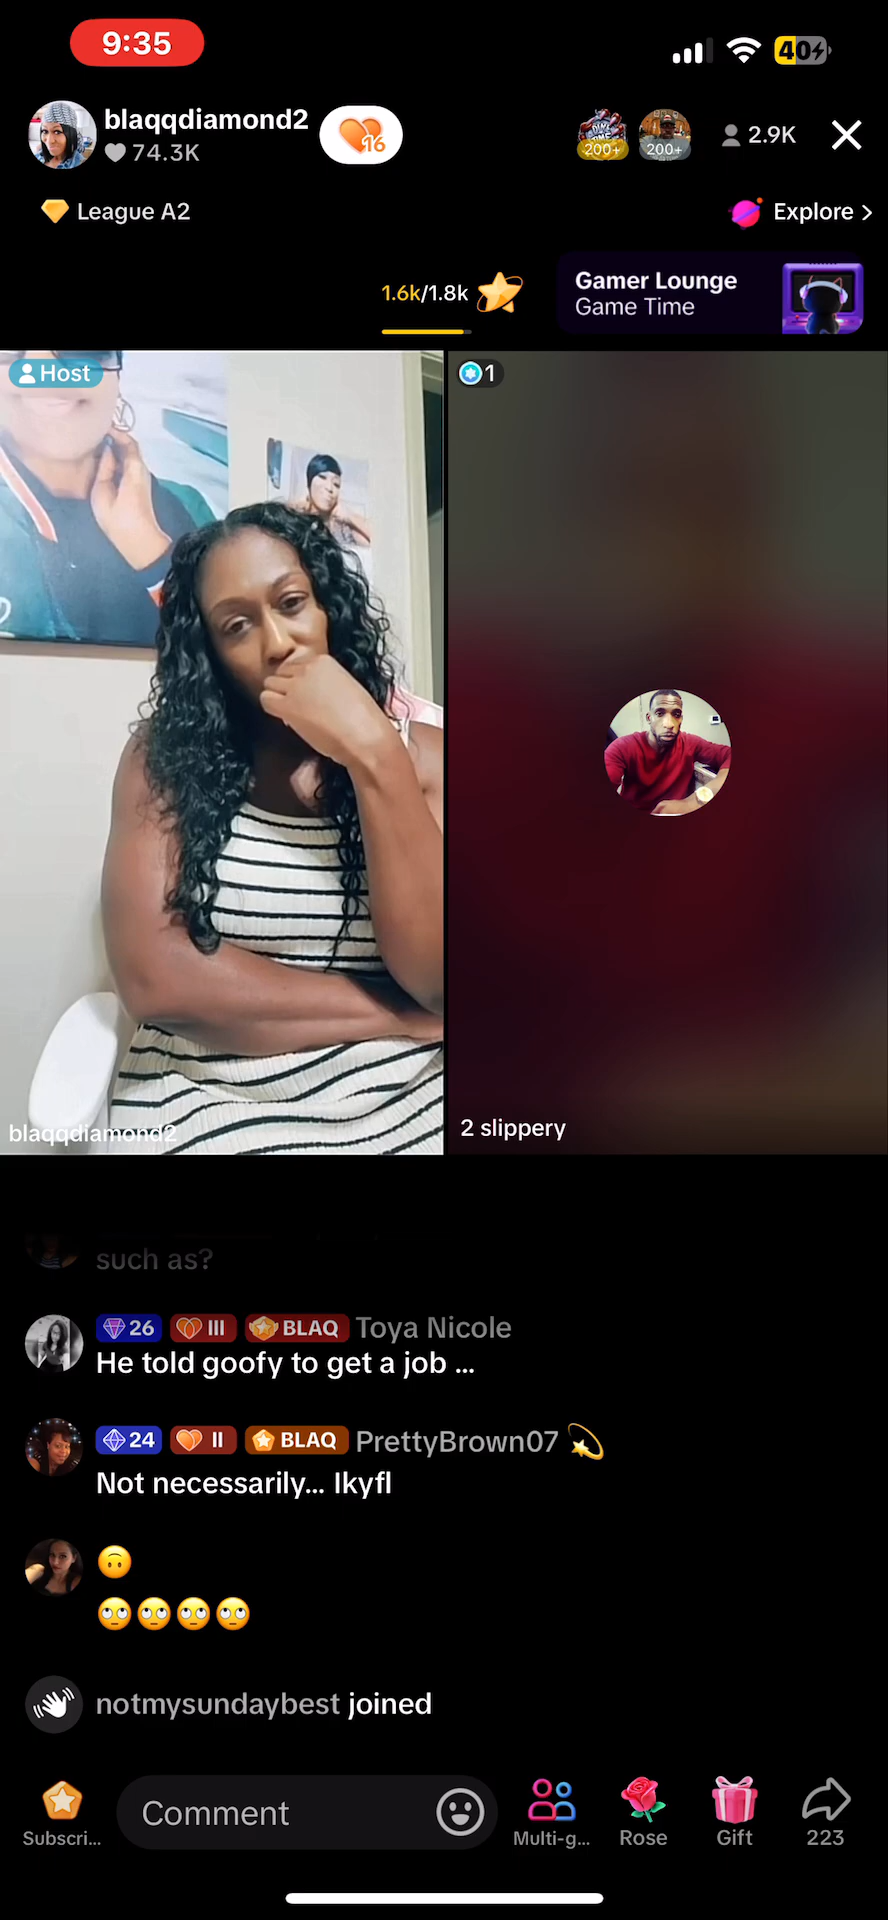 9:35
40
blaqqdiamond2
74.3K
16
200+
200+
2.9K
League A2
Explore >
1.6k/1.8k
Gamer Lounge
Game Time
Host
1
blaqqdiamond2
2 slippery
such as?
26 III BLAQ Toya Nicole
He told goofy to get a job ...
24 II BLAQ PrettyBrown07 💫
Not necessarily... Ikyfl
🙃
🙄🙄🙄🙄
notmysundaybest joined
Comment
Subscri...
Multi-g...
Rose
Gift
223